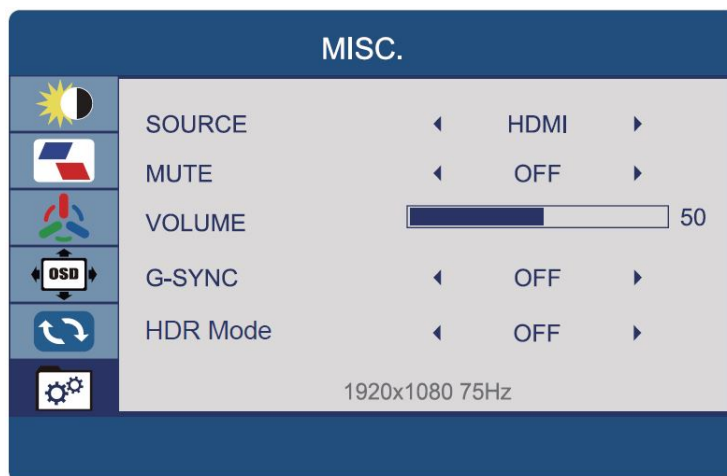 MISC.
SOURCE HDMI
MUTE OFF
VOLUME 50
OSD
G-SYNC OFF
HDR Mode OFF
1920x1080 75Hz